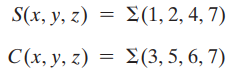 S(x, y, z) = Σ(1, 2, 4, 7)
C(x, y, z) = Σ(3, 5, 6, 7)